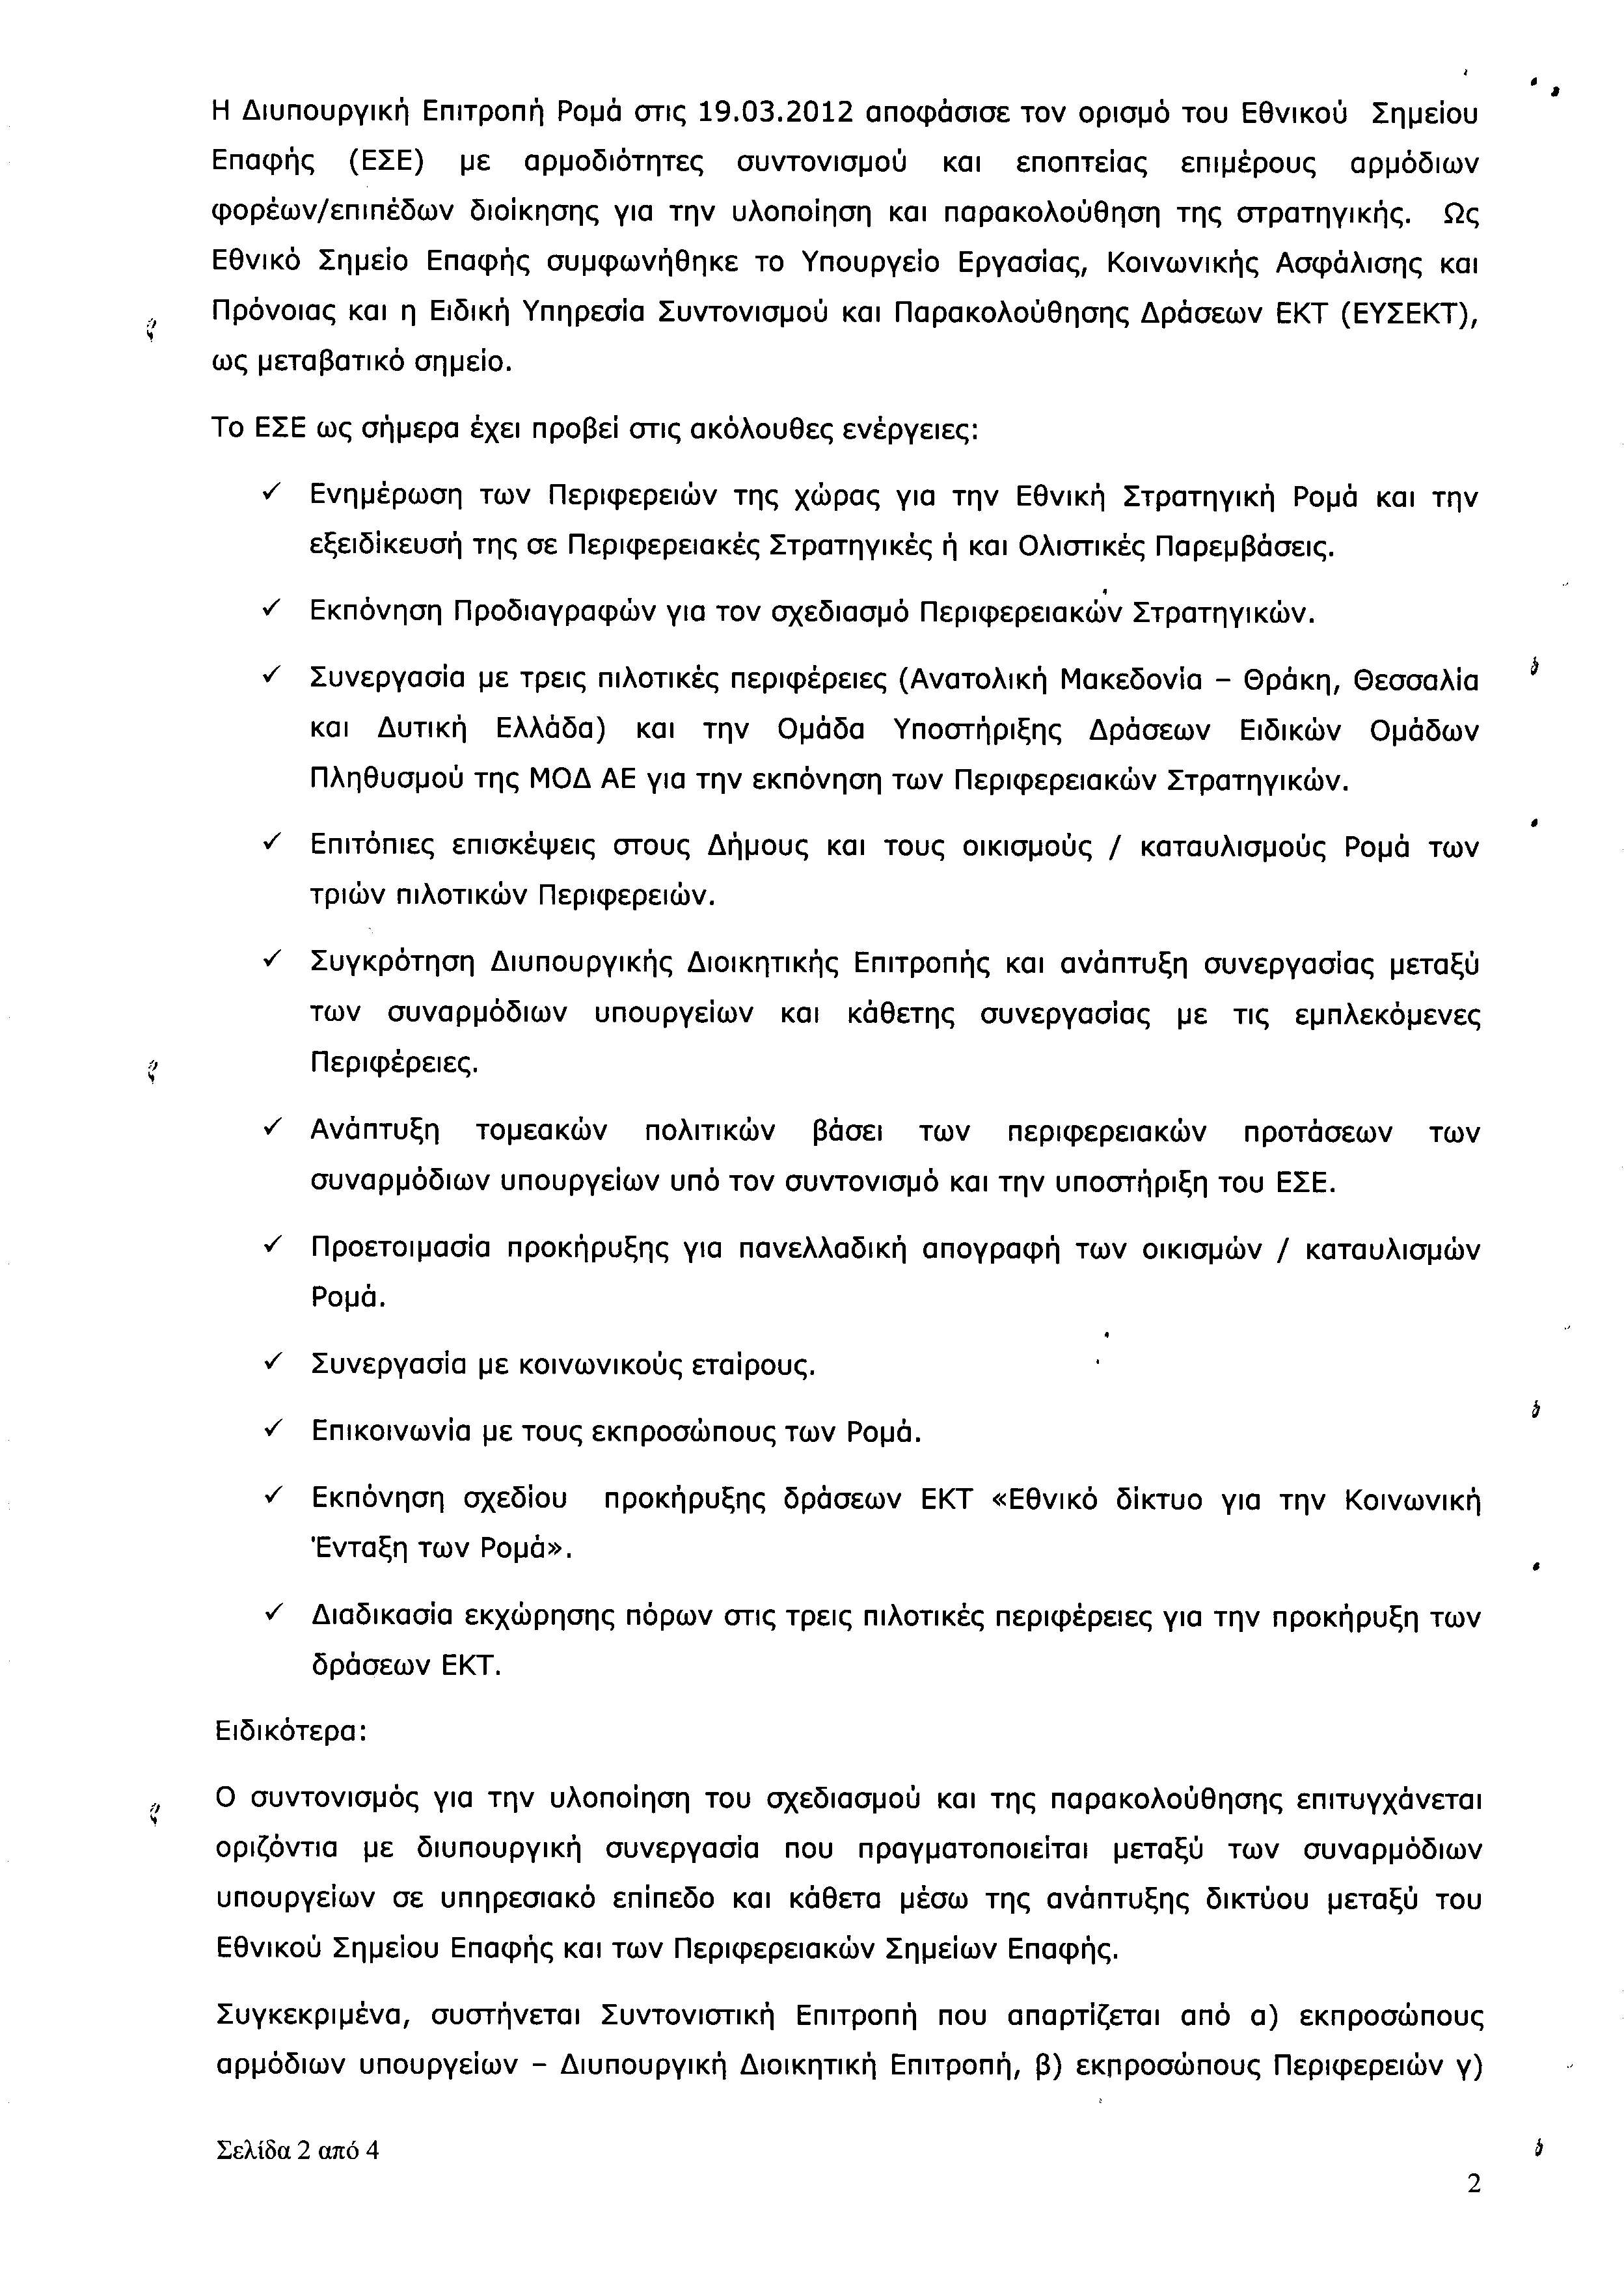 Η Διυπουργική Επιτροπή Ρομά στις 19.03.2012 αποφάσισε τον ορισμό του Εθνικού Σημείου
Επαφής (ΕΣΕ) με αρμοδιότητες συντονισμού και εποπτείας επιμέρους αρμόδιων
φορέων/επιπέδων διοίκησης για την υλοποίηση και παρακολούθηση της στρατηγικής. Ως
Εθνικό Σημείο Επαφής συμφωνήθηκε το Υπουργείο Εργασίας, Κοινωνικής Ασφάλισης και
Πρόνοιας και η Ειδική Υπηρεσία Συντονισμού και Παρακολούθησης Δράσεων ΕΚΤ (ΕΥΣΕΚΤ),
ως μεταβατικό σημείο.
Το ΕΣΕ ως σήμερα έχει προβεί στις ακόλουθες ενέργειες:
✓ Ενημέρωση των Περιφερειών της χώρας για την Εθνική Στρατηγική Ρομά και την
εξειδίκευσή της σε Περιφερειακές Στρατηγικές ή και Ολιστικές Παρεμβάσεις.
✓ Εκπόνηση Προδιαγραφών για τον σχεδιασμό Περιφερειακών Στρατηγικών.
✓ Συνεργασία με τρεις πιλοτικές περιφέρειες (Ανατολική Μακεδονία – Θράκη, Θεσσαλία
και Δυτική Ελλάδα) και την Ομάδα Υποστήριξης Δράσεων Ειδικών Ομάδων
Πληθυσμού της ΜΟΔ ΑΕ για την εκπόνηση των Περιφερειακών Στρατηγικών.
✓ Επιτόπιες επισκέψεις στους Δήμους και τους οικισμούς / καταυλισμούς Ρομά των
τριών πιλοτικών Περιφερειών.
✓ Συγκρότηση Διυπουργικής Διοικητικής Επιτροπής και ανάπτυξη συνεργασίας μεταξύ
των συναρμόδιων υπουργείων και κάθετης συνεργασίας με τις εμπλεκόμενες
Περιφέρειες.
✓ Ανάπτυξη τομεακών πολιτικών βάσει των περιφερειακών προτάσεων των
συναρμόδιων υπουργείων υπό τον συντονισμό και την υποστήριξη του ΕΣΕ.
✓ Προετοιμασία προκήρυξης για πανελλαδική απογραφή των οικισμών / καταυλισμών
Ρομά.
✓ Συνεργασία με κοινωνικούς εταίρους.
✓ Επικοινωνία με τους εκπροσώπους των Ρομά.
✓ Εκπόνηση σχεδίου προκήρυξης δράσεων ΕΚΤ «Εθνικό δίκτυο για την Κοινωνική
Ένταξη των Ρομά».
✓ Διαδικασία εκχώρησης πόρων στις τρεις πιλοτικές περιφέρειες για την προκήρυξη των
δράσεων ΕΚΤ.
Ειδικότερα:
Ο συντονισμός για την υλοποίηση του σχεδιασμού και της παρακολούθησης επιτυγχάνεται
οριζόντια με διυπουργική συνεργασία που πραγματοποιείται μεταξύ των συναρμόδιων
υπουργείων σε υπηρεσιακό επίπεδο και κάθετα μέσω της ανάπτυξης δικτύου μεταξύ του
Εθνικού Σημείου Επαφής και των Περιφερειακών Σημείων Επαφής.
Συγκεκριμένα, συστήνεται Συντονιστική Επιτροπή που απαρτίζεται από α) εκπροσώπους
αρμόδιων υπουργείων – Διυπουργική Διοικητική Επιτροπή, β) εκπροσώπους Περιφερειών γ)
Σελίδα 2 από 4
2